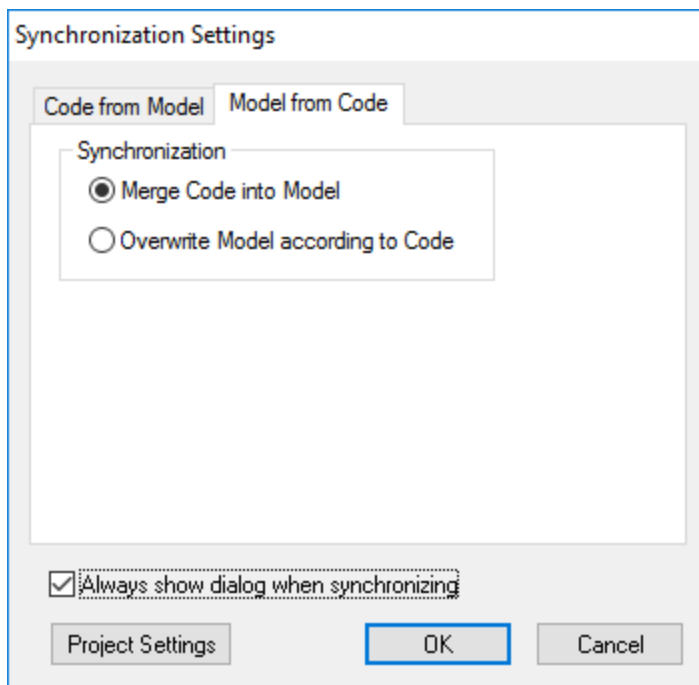 Synchronization Settings
Code from Model
Model from Code
Synchronization
Merge Code into Model
Overwrite Model according to Code
Always show dialog when synchronizing
Project Settings
OK
Cancel